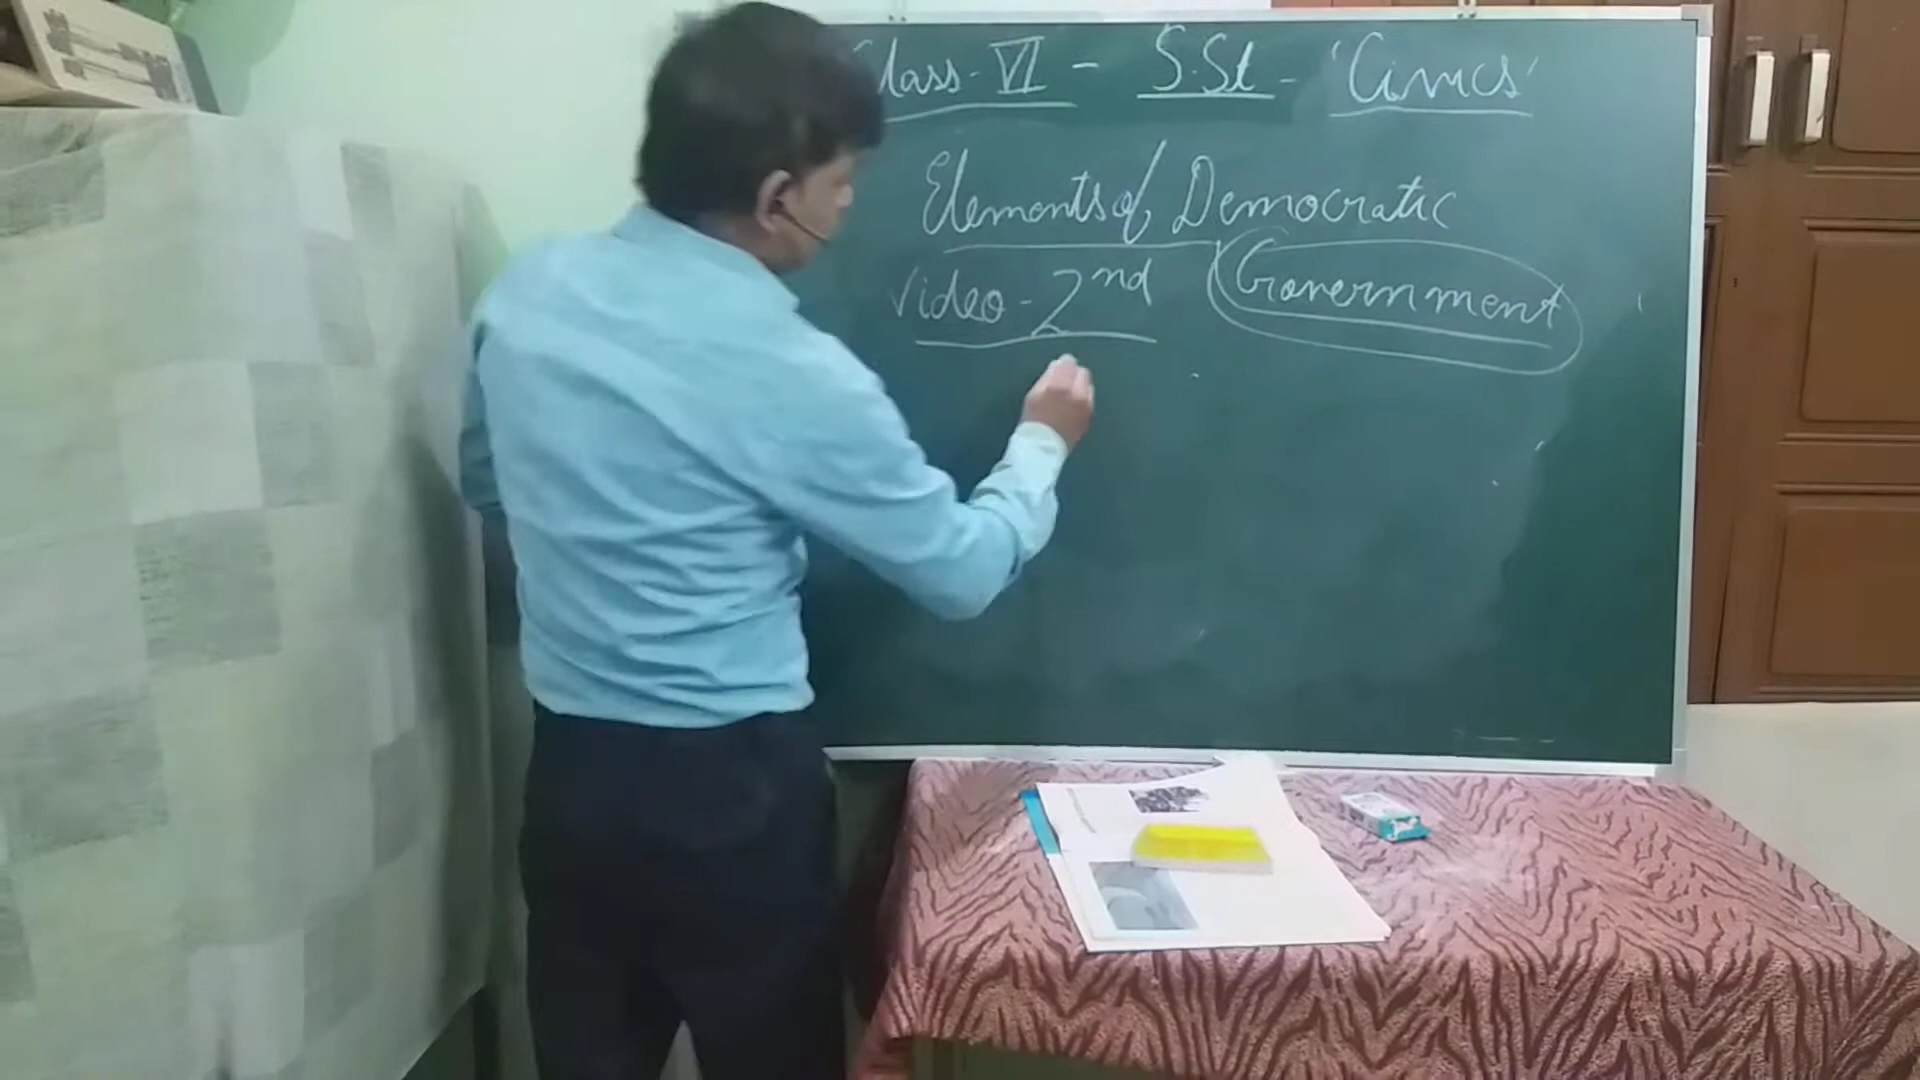 Class-VI - S.St - 'Civics'
Elements of Democratic
Video-2nd Government